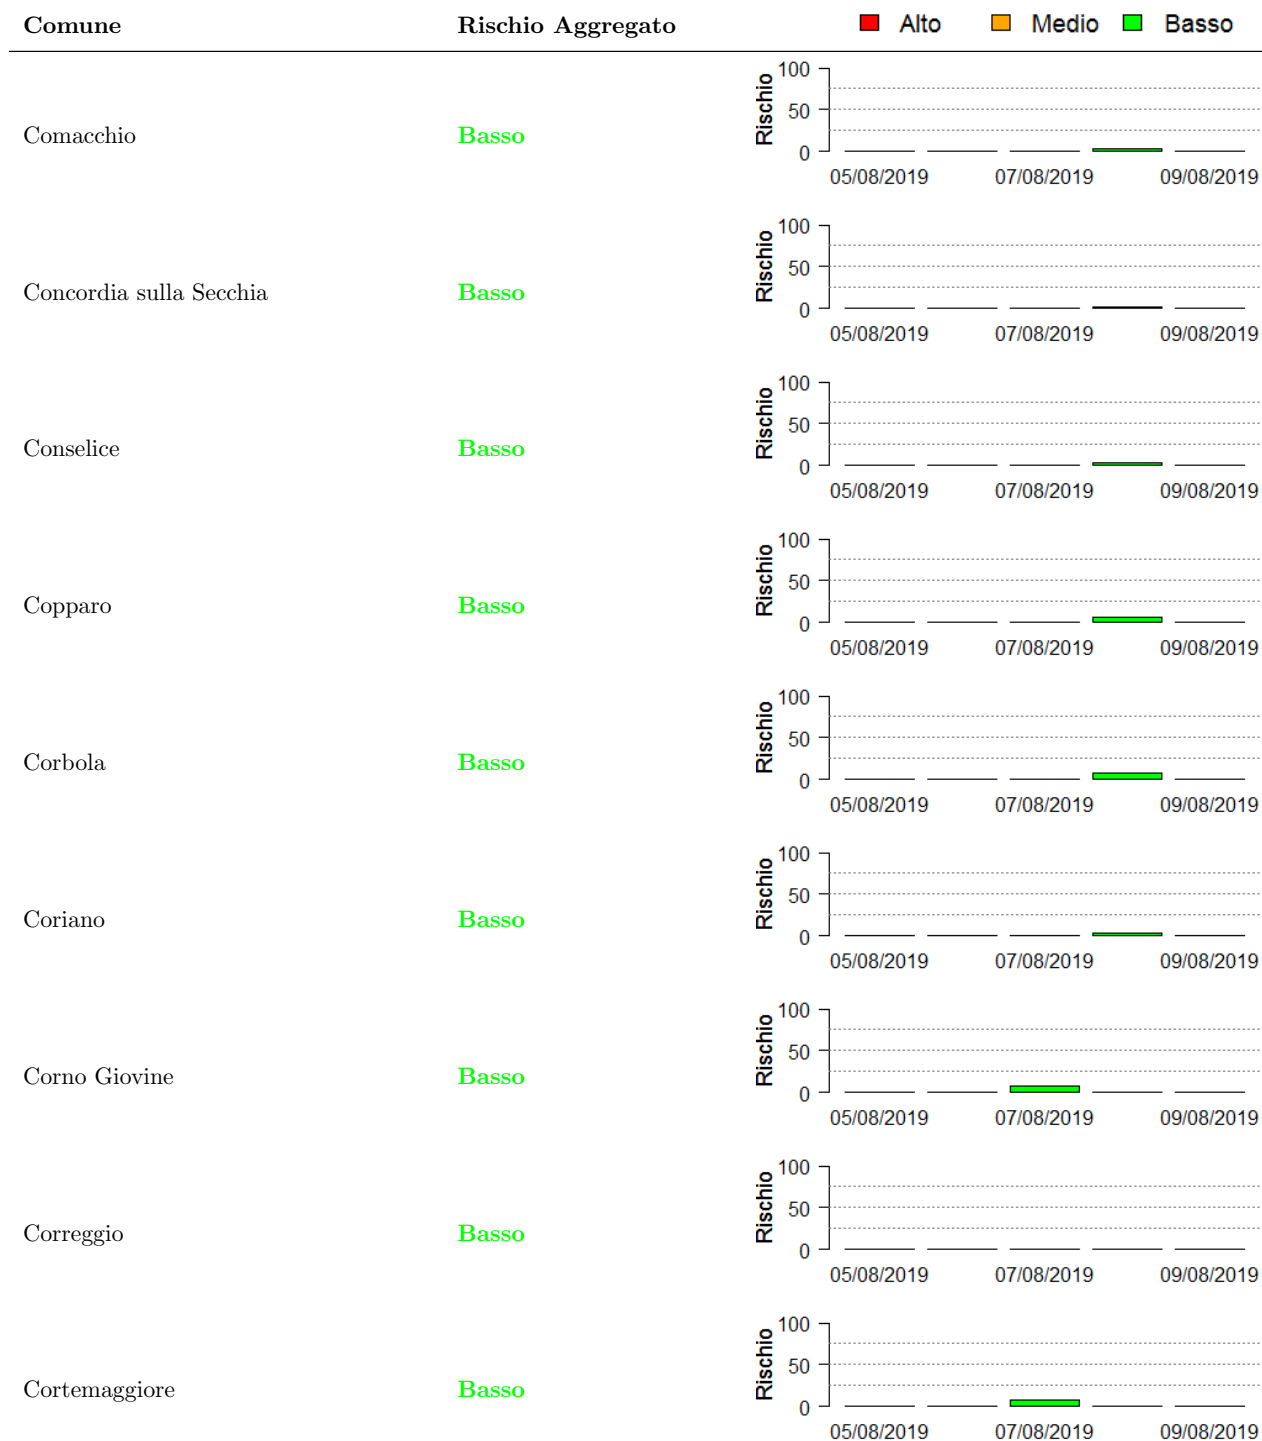 Comune Rischio Aggregato Alto Medio Basso
Comacchio Basso
Rischio
100
50
0
05/08/2019 07/08/2019 09/08/2019
Concordia sulla Secchia Basso
Rischio
100
50
0
05/08/2019 07/08/2019 09/08/2019
Conselice Basso
Rischio
100
50
0
05/08/2019 07/08/2019 09/08/2019
Copparo Basso
Rischio
100
50
0
05/08/2019 07/08/2019 09/08/2019
Corbola Basso
Rischio
100
50
0
05/08/2019 07/08/2019 09/08/2019
Coriano Basso
Rischio
100
50
0
05/08/2019 07/08/2019 09/08/2019
Corno Giovine Basso
Rischio
100
50
0
05/08/2019 07/08/2019 09/08/2019
Correggio Basso
Rischio
100
50
0
05/08/2019 07/08/2019 09/08/2019
Cortemaggiore Basso
Rischio
100
50
0
05/08/2019 07/08/2019 09/08/2019